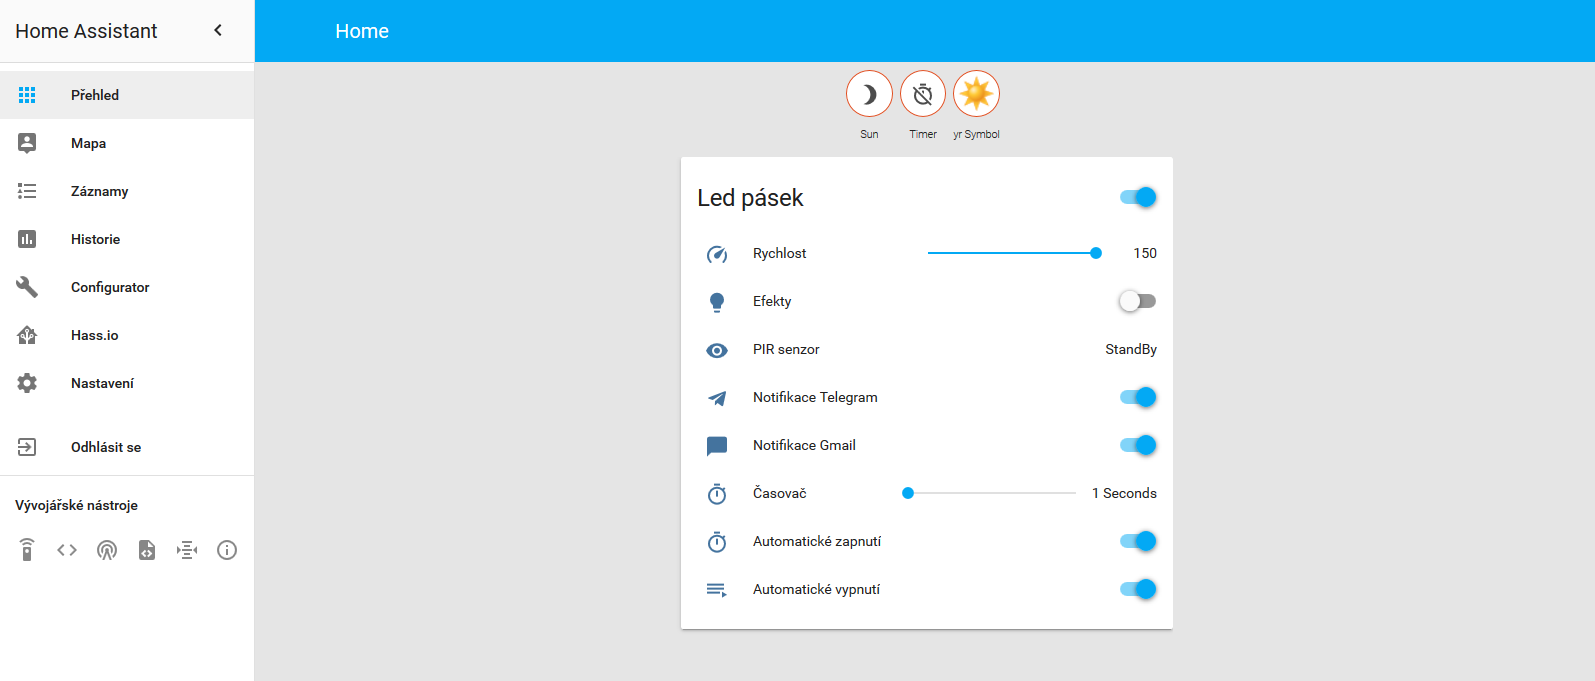 Home Assistant
Home
Přehled
Mapa
Záznamy
Historie
Configurator
Hass.io
Nastavení
Odhlásit se
Vývojářské nástroje
Sun
Timer
yr Symbol
Led pásek
Rychlost 150
Efekty
PIR senzor StandBy
Notifikace Telegram
Notifikace Gmail
Časovač 1 Seconds
Automatické zapnutí
Automatické vypnutí